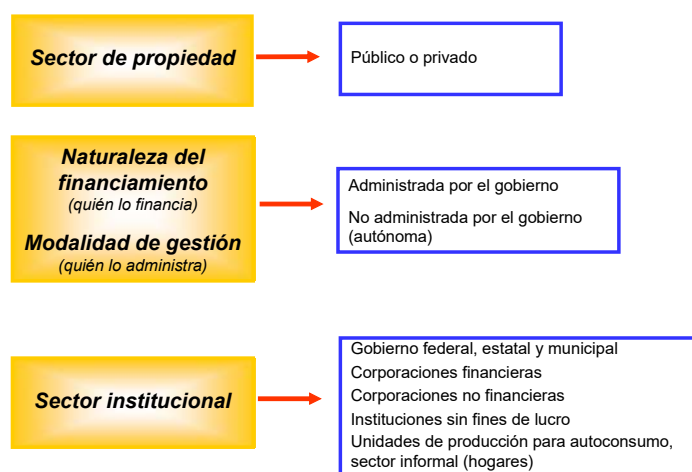 Sector de propiedad
Público o privado
Naturaleza del
financiamiento
(quién lo financia)
Modalidad de gestión
(quién lo administra)
Administrada por el gobierno
No administrada por el gobierno
(autónoma)
Sector institucional
Gobierno federal, estatal y municipal
Corporaciones financieras
Corporaciones no financieras
Instituciones sin fines de lucro
Unidades de producción para autoconsumo,
sector informal (hogares)